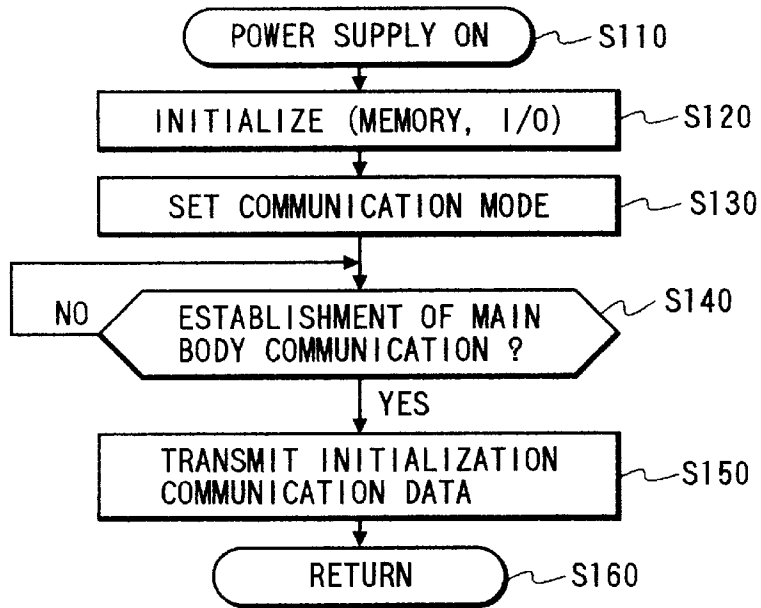 POWER SUPPLY ON
S110
INITIALIZE (MEMORY, I/O)
S120
SET COMMUNICATION MODE
S130
NO
ESTABLISHMENT OF MAIN
BODY COMMUNICATION ?
S140
YES
TRANSMIT INITIALIZATION
COMMUNICATION DATA
S150
RETURN
S160